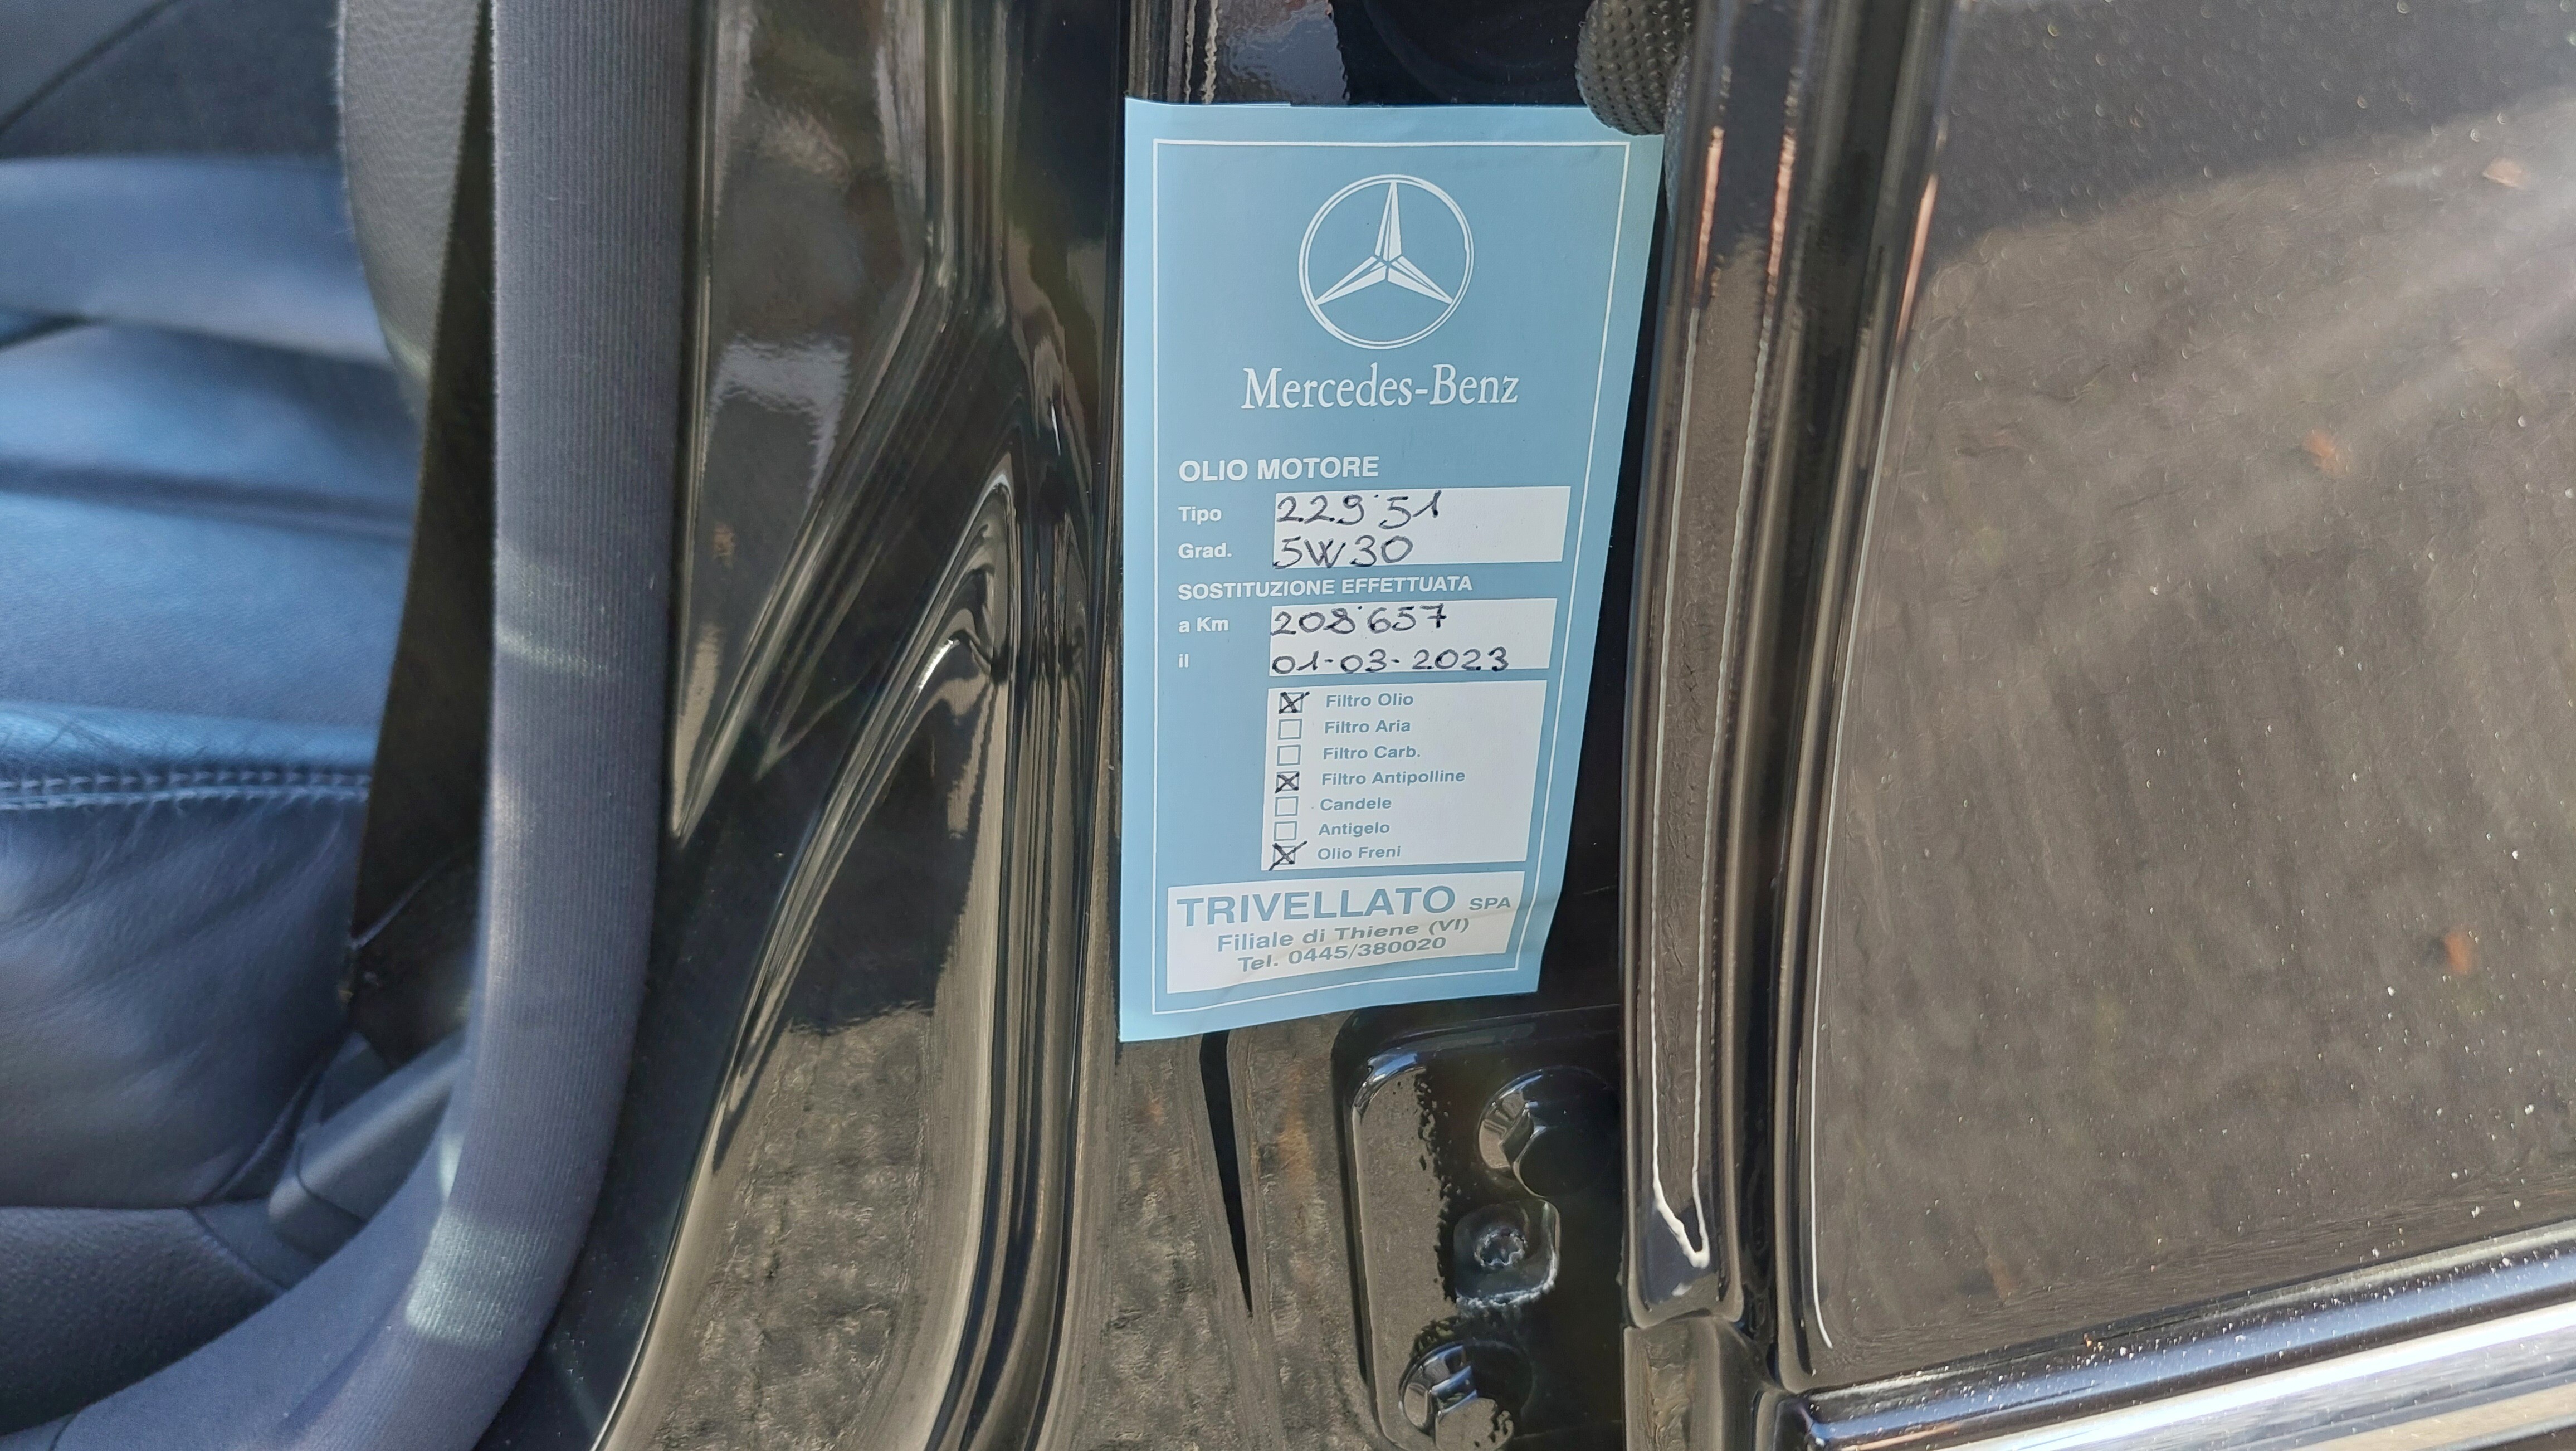 Mercedes-Benz
OLIO MOTORE
Tipo 229.51
Grad. 5W30
SOSTITUZIONE EFFETTUATA
a Km 208'657
il 01-03-2023
Filtro Olio
Filtro Aria
Filtro Carb.
Filtro Antipolline
Candele
Antigelo
Olio Freni
TRIVELLATO SPA
Filiale di Thiene (VI)
Tel. 0445/380020